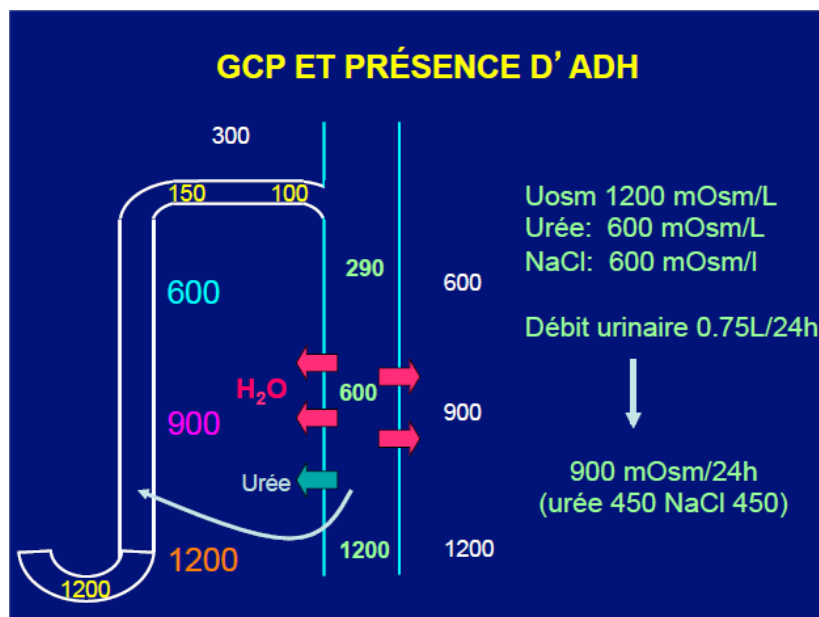 GCP ET PRÉSENCE D' ADH
300
150 100
290
600 600
H₂O 600
900 900
Urée
1200 1200 1200
1200
Uosm 1200 mOsm/L
Urée: 600 mOsm/L
NaCl: 600 mOsm/l
Débit urinaire 0.75L/24h
900 mOsm/24h
(urée 450 NaCl 450)